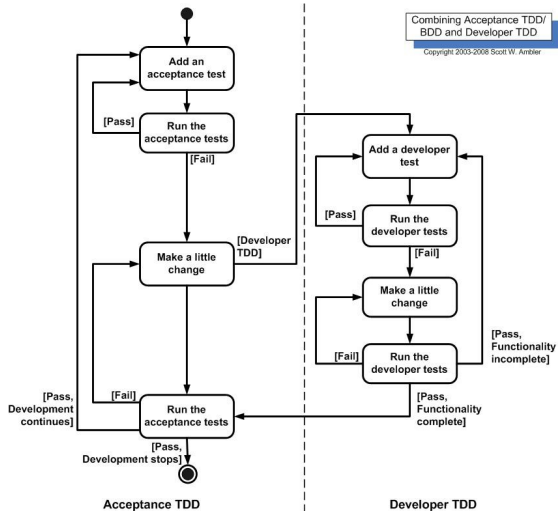 Combining Acceptance TDD/
BDD and Developer TDD
Copyright 2003-2008 Scott W. Ambler
Add an
acceptance test
[Pass]
Run the
acceptance tests
[Fail]
Make a little
change
[Developer
TDD]
[Fail]
Run the
acceptance tests
[Pass,
Development
continues]
[Pass,
Development stops]
Acceptance TDD
Add a developer
test
[Pass]
Run the
developer tests
[Fail]
Make a little
change
[Fail]
Run the
developer tests
[Pass,
Functionality
incomplete]
[Pass,
Functionality
complete]
Developer TDD